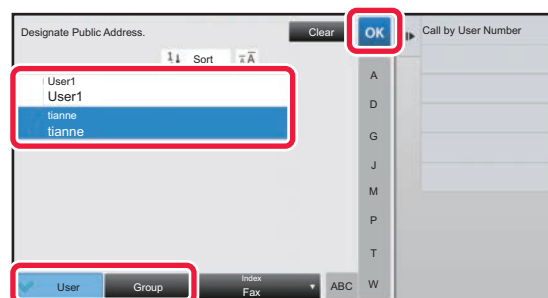 Designate Public Address.
Clear
OK
Call by User Number
Sort
User1
User1
tianne
tianne
A
D
G
J
M
P
T
W
User
Group
Index
Fax
ABC